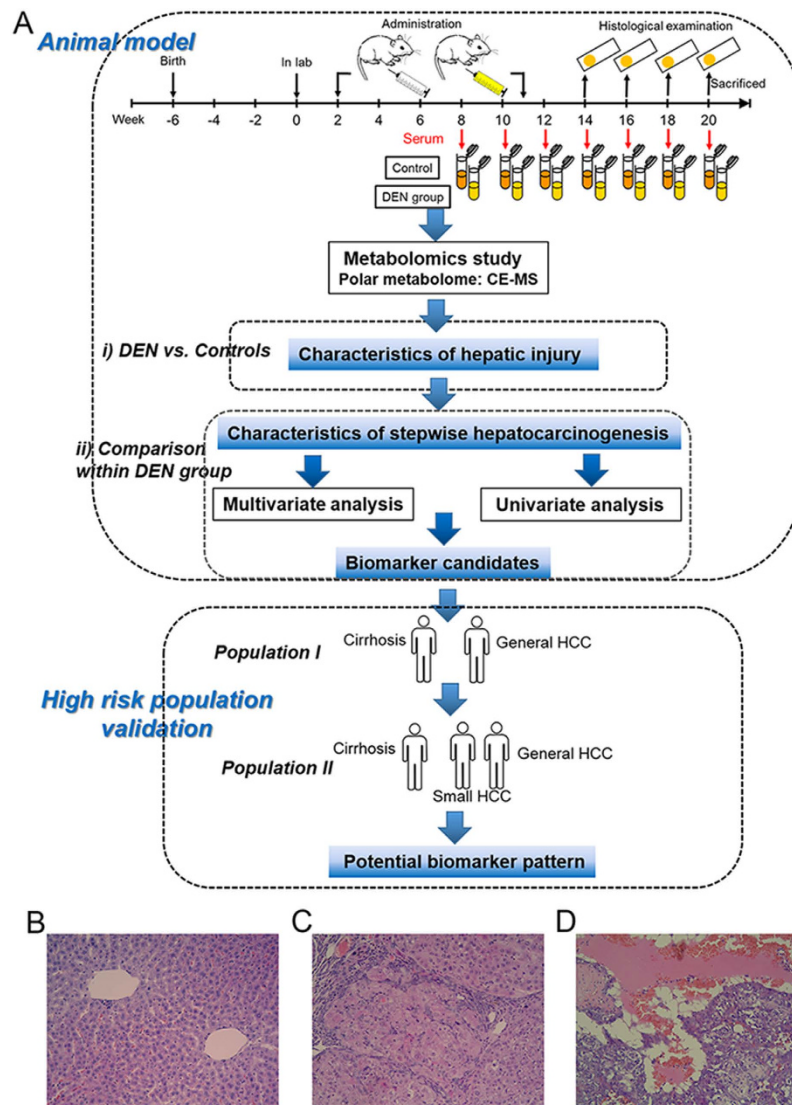 A
Animal model
Administration
Histological examination
Birth
In lab
Sacrificed
Week -6 -4 -2 0 2 4 6 8 10 12 14 16 18 20
Serum
Control
DEN group
Metabolomics study
Polar metabolome: CE-MS
i) DEN vs. Controls
Characteristics of hepatic injury
ii) Comparison
within DEN group
Characteristics of stepwise hepatocarcinogenesis
Multivariate analysis
Univariate analysis
Biomarker candidates
High risk population
validation
Population I
Cirrhosis
General HCC
Population II
Cirrhosis
General HCC
Small HCC
Potential biomarker pattern
B
C
D